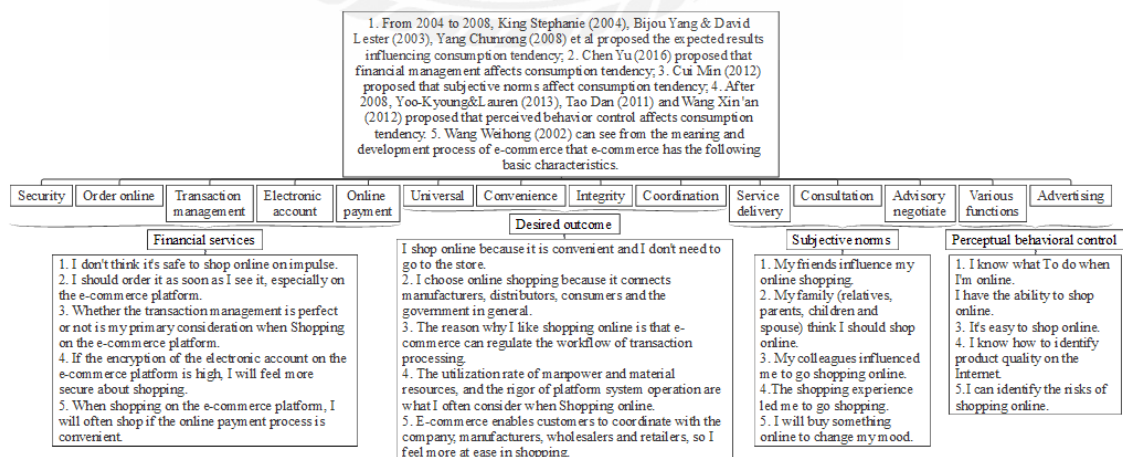 1. From 2004 to 2008, King Stephanie (2004), Bijou Yang & David
Lester (2003), Yang Chunrong (2008) et al proposed the expected results
influencing consumption tendency; 2. Chen Yu (2016) proposed that
financial management affects consumption tendency; 3. Cui Min (2012)
proposed that subjective norms affect consumption tendency; 4. After
2008, Yoo-Kyoung&Lauren (2013), Tao Dan (2011) and Wang Xin'an
(2012) proposed that perceived behavior control affects consumption
tendency. 5. Wang Weihong (2002) can see from the meaning and
development process of e-commerce that e-commerce has the following
basic characteristics.
Security
Order online
Transaction
management
Electronic
account
Online
payment
Universal
Convenience
Integrity
Coordination
Service
delivery
Consultation
Advisory
negotiate
Various
functions
Advertising
Financial services
1. I don't think it's safe to shop online on impulse.
2. I should order it as soon as I see it, especially on
the e-commerce platform.
3. Whether the transaction management is perfect
or not is my primary consideration when Shopping
on the e-commerce platform.
4. If the encryption of the electronic account on the
e-commerce platform is high, I will feel more
secure about shopping.
5. When shopping on the e-commerce platform, I
will often shop if the online payment process is
convenient.
Desired outcome
I shop online because it is convenient and I don't need to
go to the store.
2. I choose online shopping because it connects
manufacturers, distributors, consumers and the
government in general.
3. The reason why I like shopping online is that e-
commerce can regulate the workflow of transaction
processing.
4. The utilization rate of manpower and material
resources, and the rigor of platform system operation are
what I often consider when Shopping online.
5. E-commerce enables customers to coordinate with the
company, manufacturers, wholesalers and retailers, so I
feel more at ease in shopping.
Subjective norms
1. My friends influence my
online shopping.
2. My family (relatives,
parents, children and
spouse) think I should shop
online.
3. My colleagues influenced
me to go shopping online.
4.The shopping experience
led me to go shopping.
5. I will buy something
online to change my mood.
Perceptual behavioral control
1. I know what To do when
I'm online.
I have the ability to shop
online.
3. It's easy to shop online.
4. I know how to identify
product quality on the
Internet.
5.I can identify the risks of
shopping online.